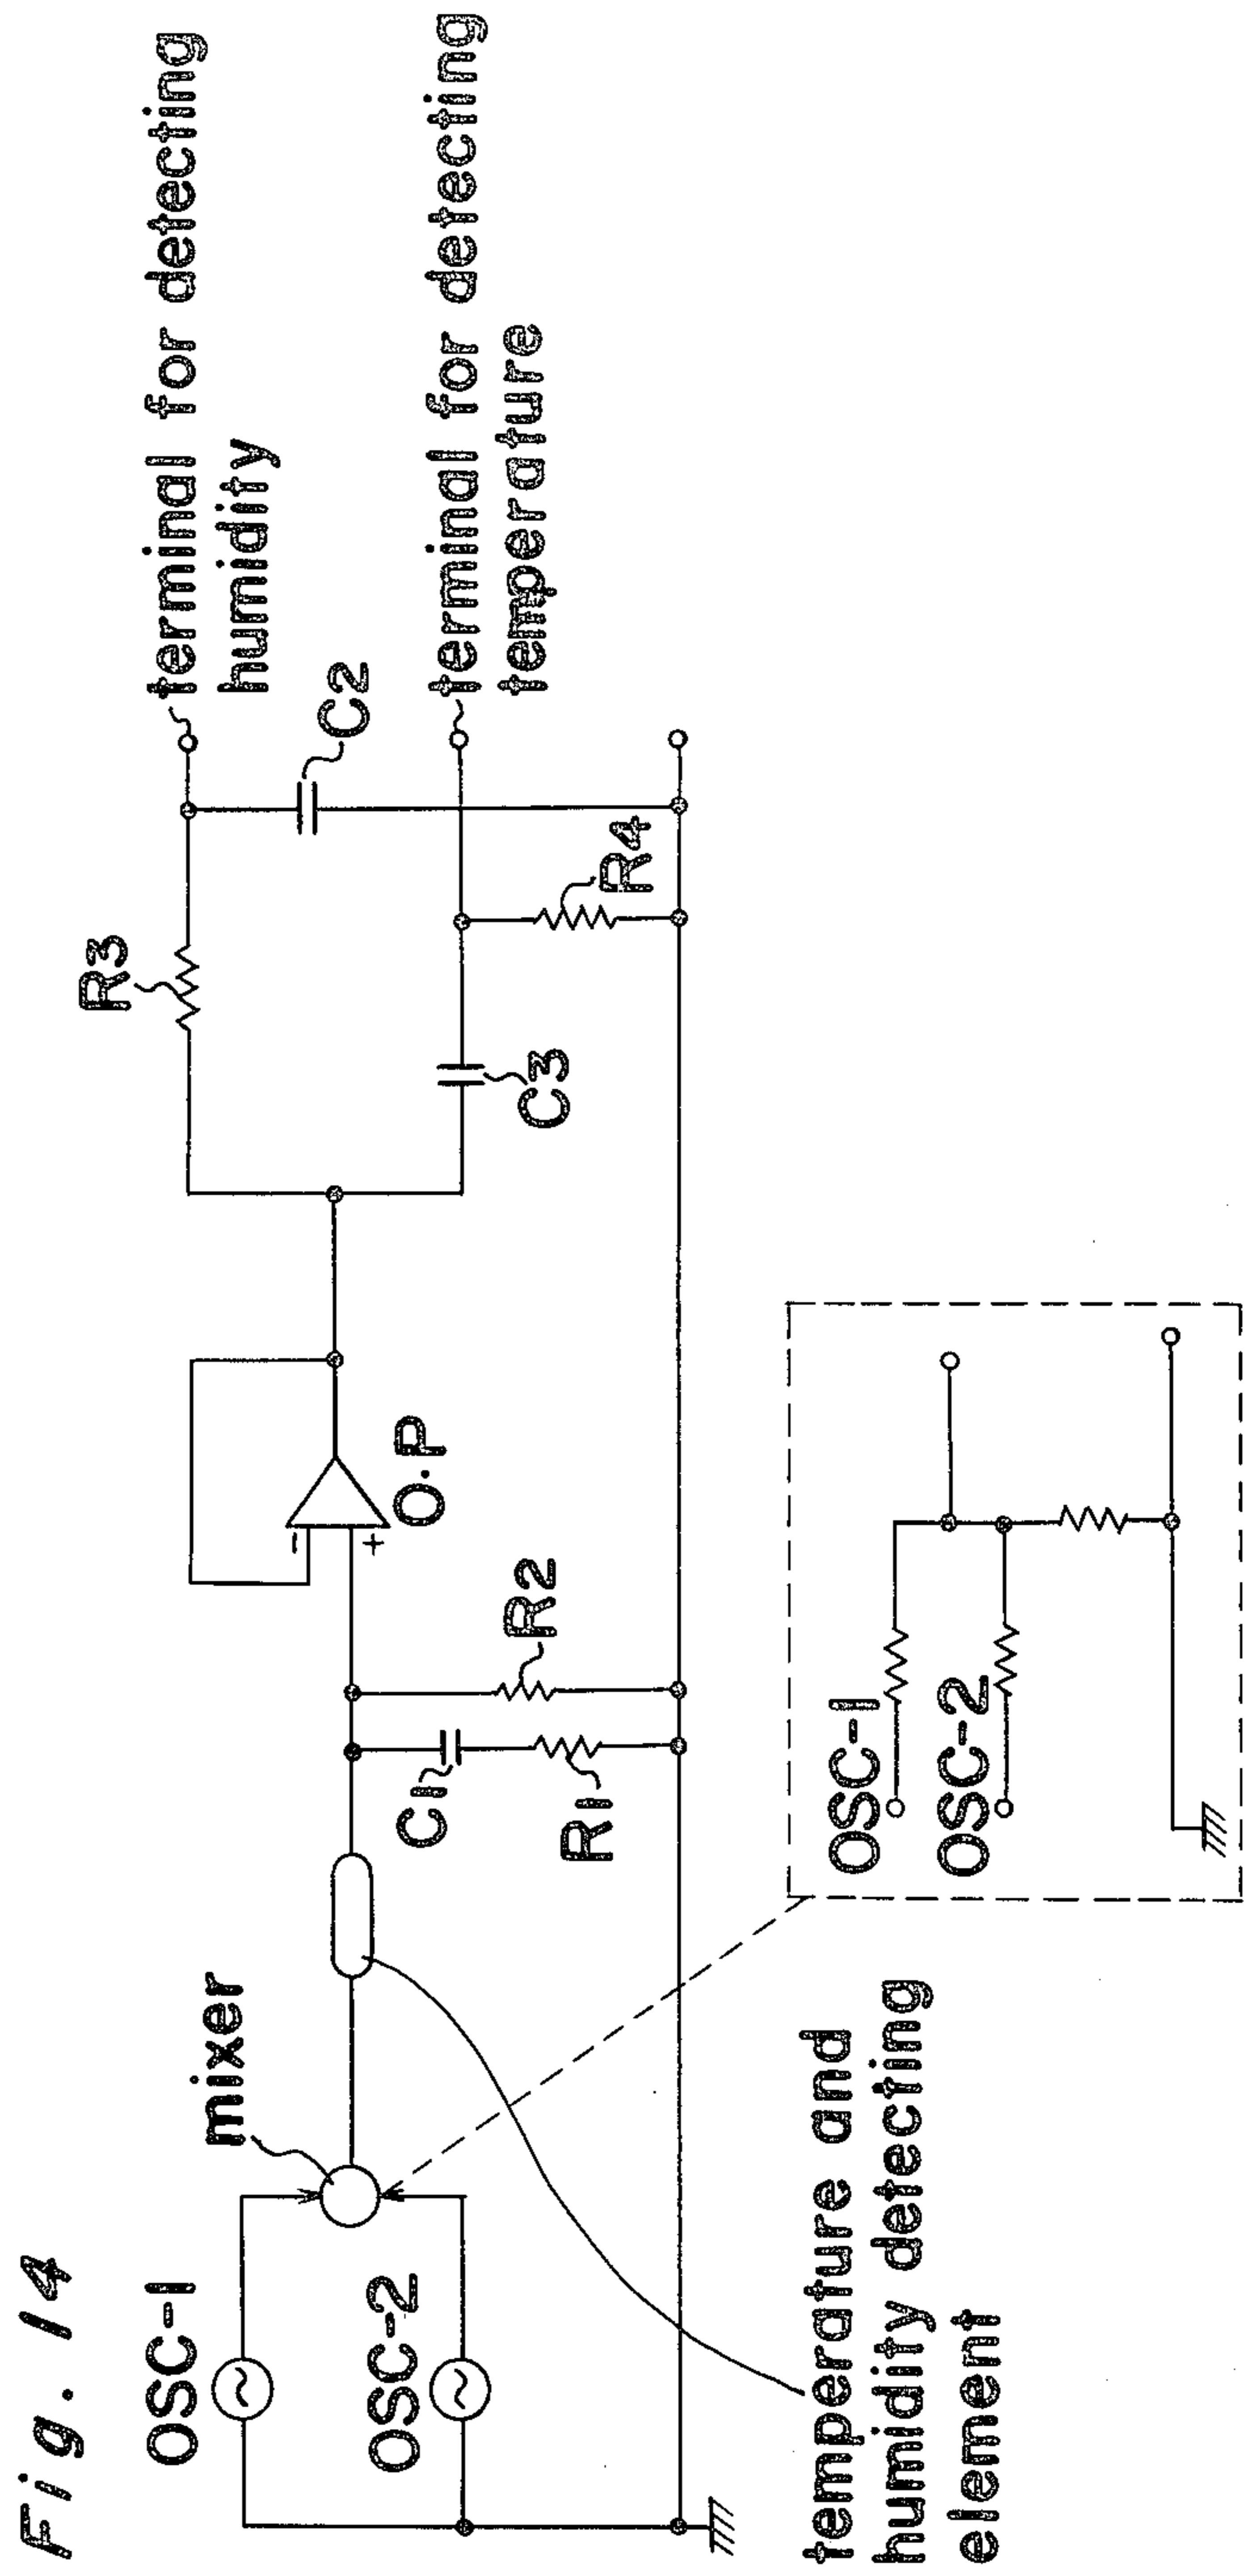 Fig. 14
OSC-1
OSC-2
mixer
temperature and
humidity detecting
element
C1
R1
R2
-
+
O.P
R3
C3
R4
C2
terminal for detecting
humidity
terminal for detecting
temperature
OSC-1
OSC-2